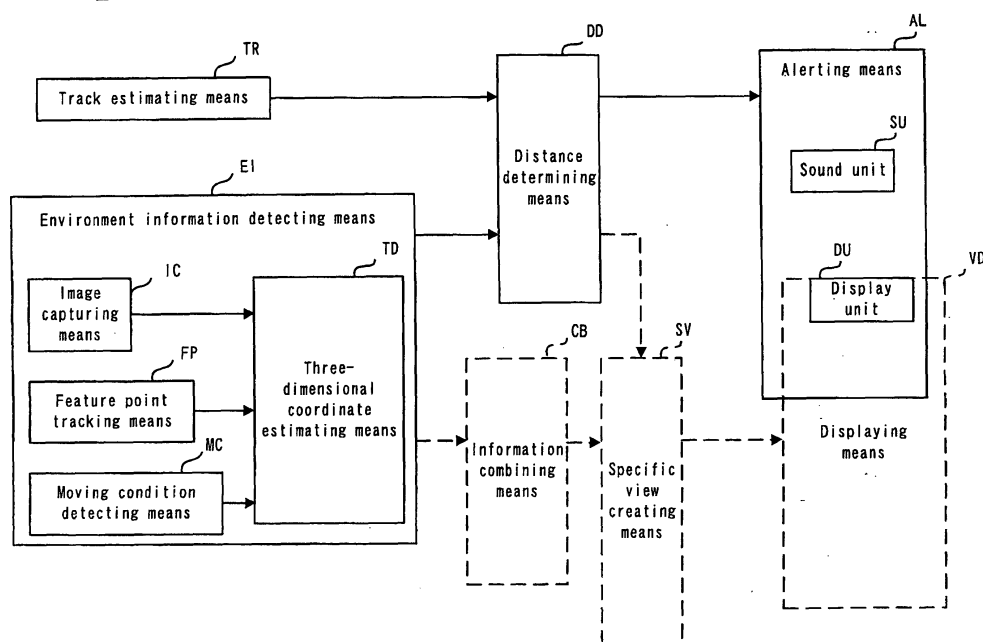 TR
Track estimating means
DD
Distance
determining
means
AL
Alerting means
SU
Sound unit
DU
Display
unit
VD
Displaying
means
EI
Environment information detecting means
IC
Image
capturing
means
FP
Feature point
tracking means
MC
Moving condition
detecting means
TD
Three-
dimensional
coordinate
estimating means
CB
Information
combining
means
SV
Specific
view
creating
means